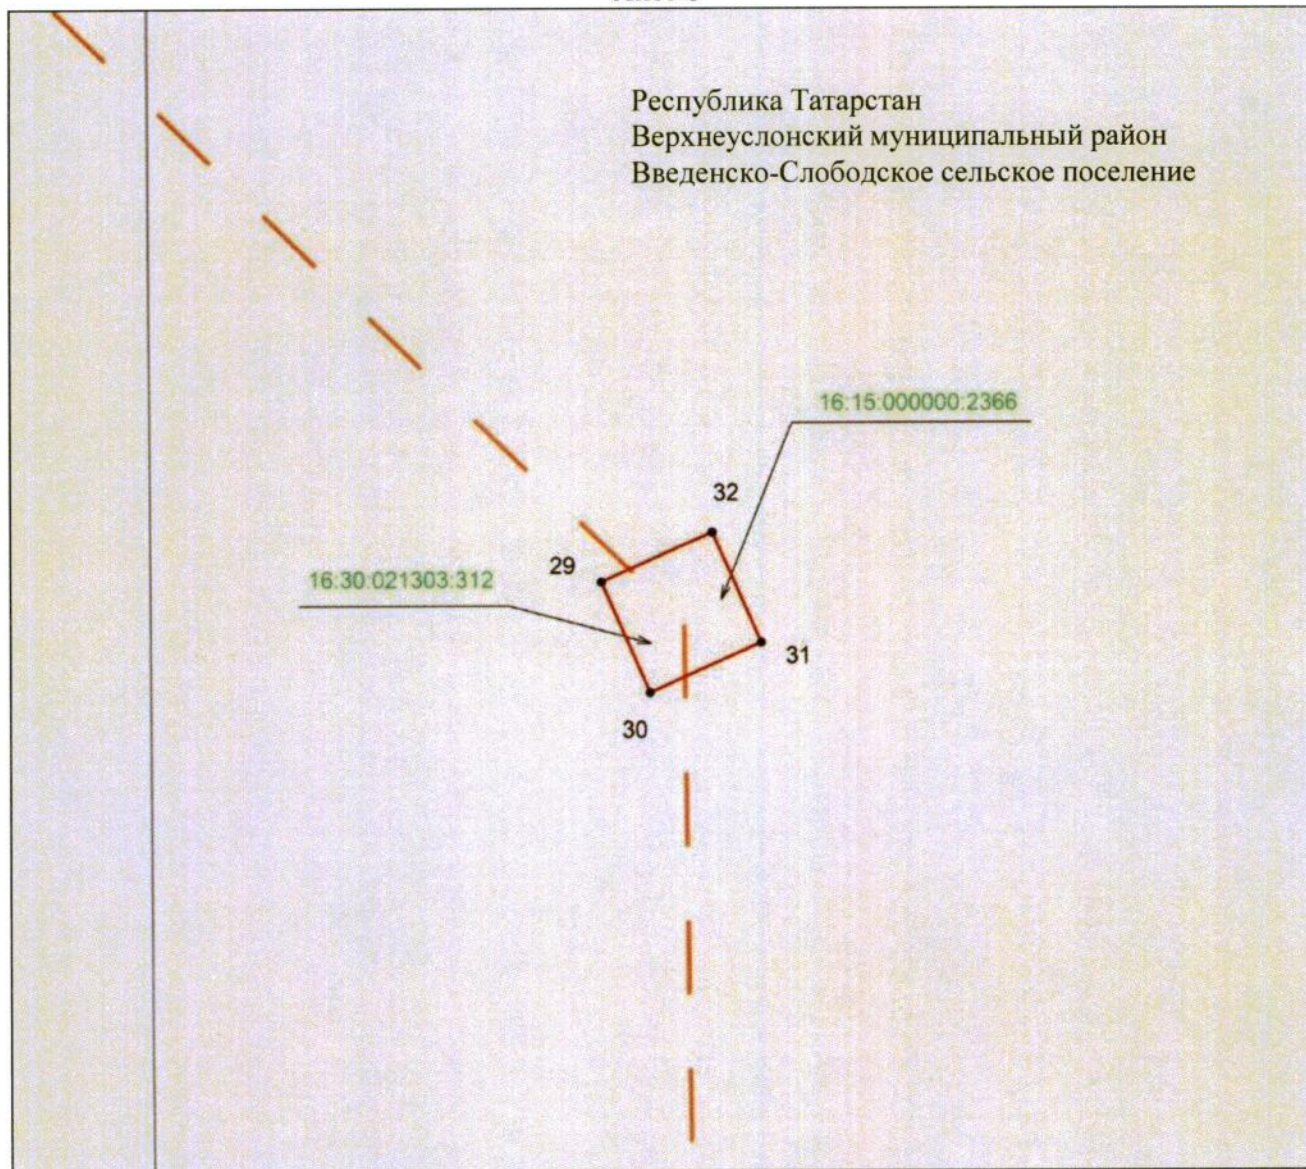 Республика Татарстан
Верхнеуслонский муниципальный район
Введенско-Слободское сельское поселение
16:15:000000:2366
32
29
16:30:021303:312
31
30